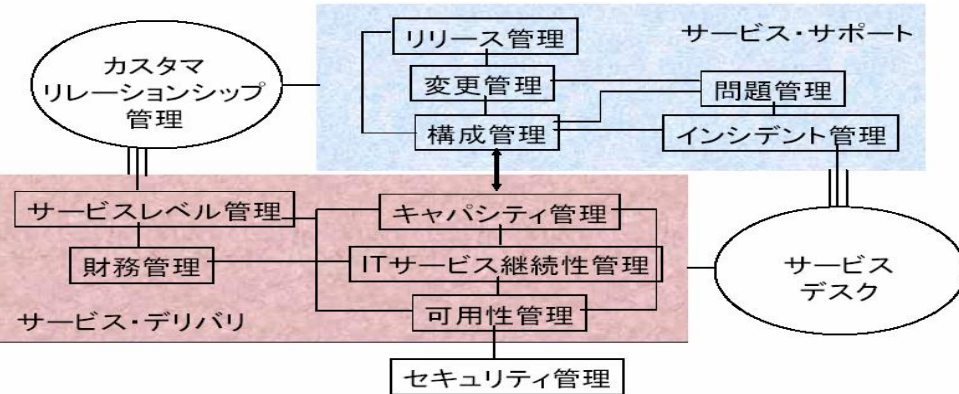 リリース管理
サービス・サポート
カスタマ
リレーションシップ
管理
変更管理
問題管理
構成管理
インシデント管理
サービスレベル管理
キャパシティ管理
財務管理
ITサービス継続性管理
サービス
デスク
サービス・デリバリ
可用性管理
セキュリティ管理